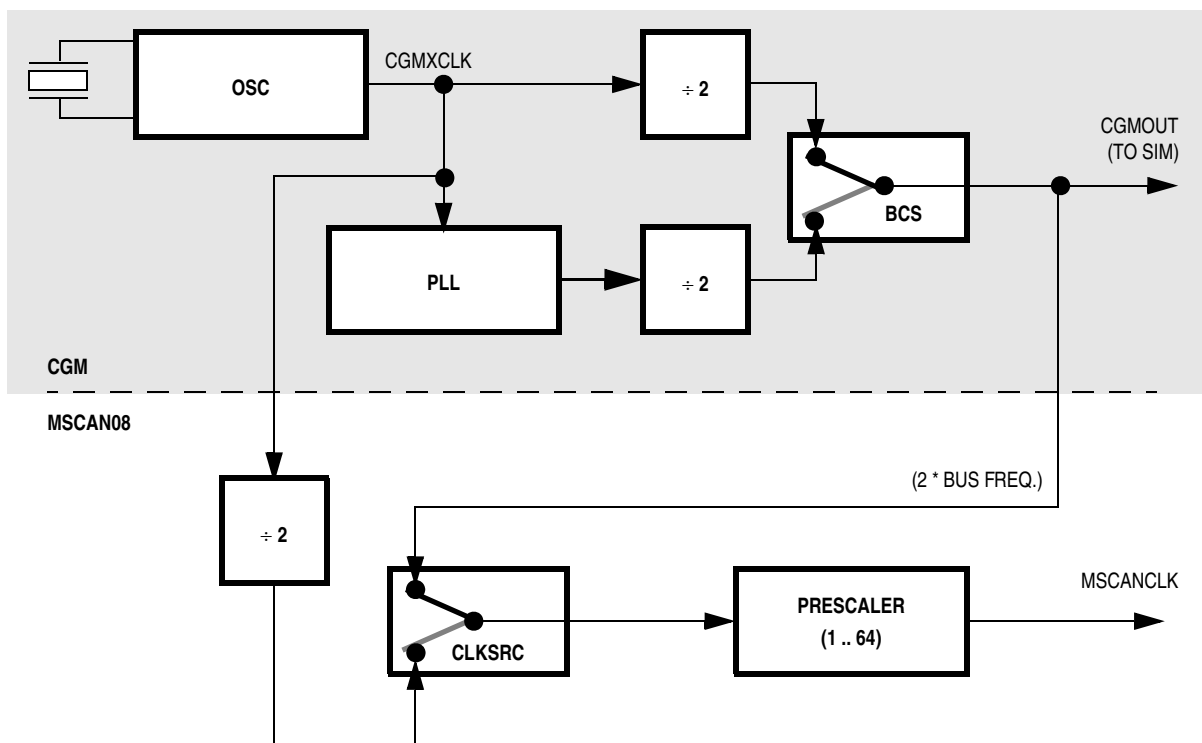 CGMXCLK
OSC
÷ 2
CGMOUT
(TO SIM)
BCS
PLL
÷ 2
CGM
MSCAN08
(2 * BUS FREQ.)
÷ 2
MSCANCLK
PRESCALER
(1 .. 64)
CLKSRC